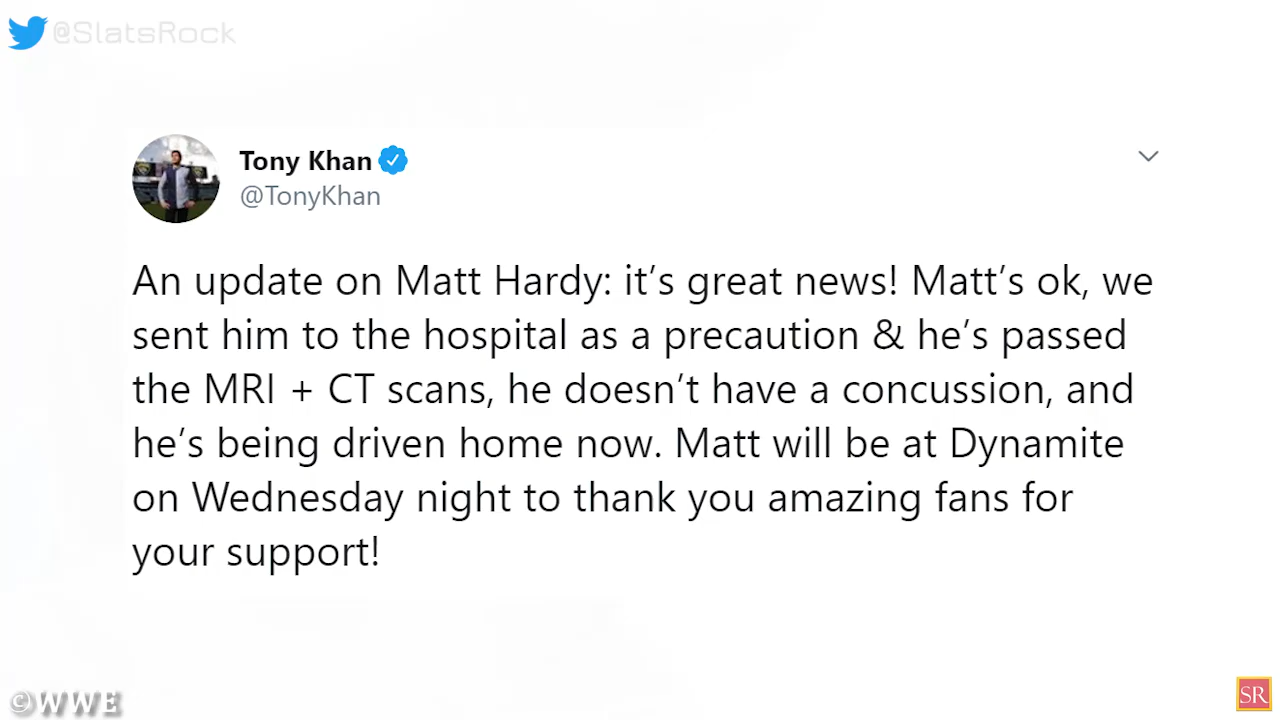 @SlatsRock
Tony Khan
@TonyKhan
An update on Matt Hardy: it’s great news! Matt’s ok, we
sent him to the hospital as a precaution & he’s passed
the MRI + CT scans, he doesn’t have a concussion, and
he’s being driven home now. Matt will be at Dynamite
on Wednesday night to thank you amazing fans for
your support!
©WWE
SR